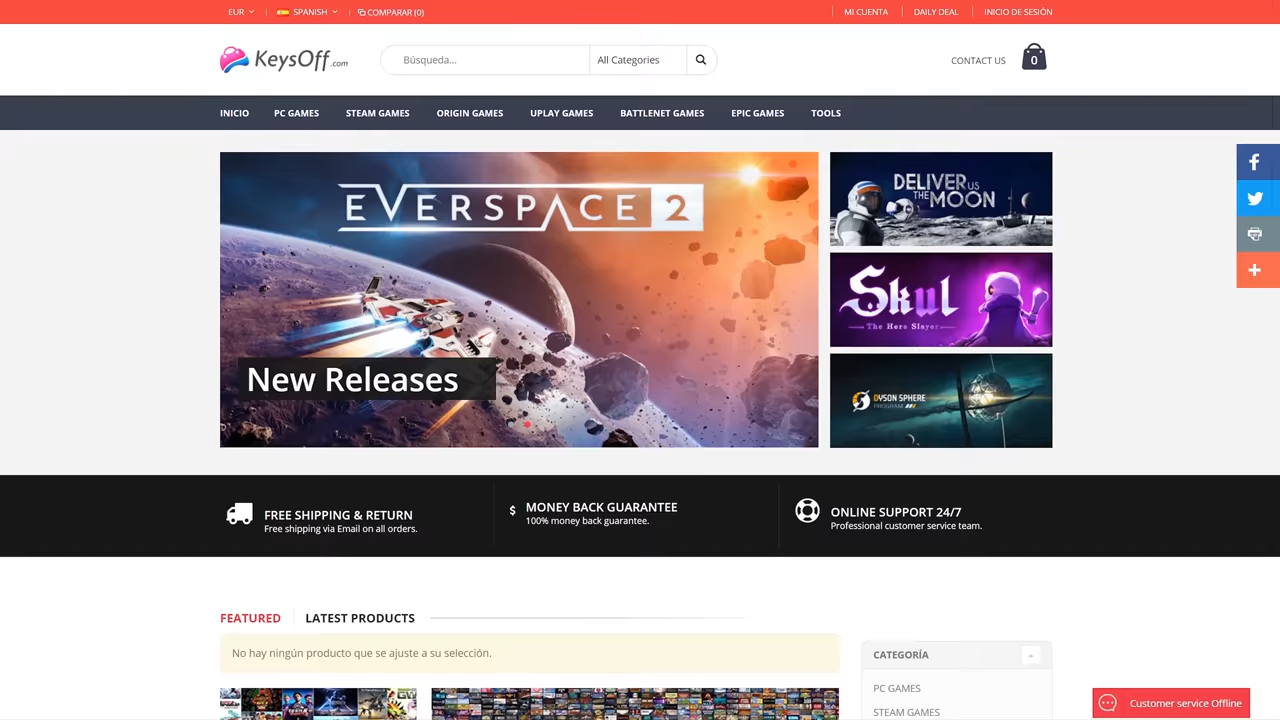 EUR
SPANISH
COMPARAR (0)
MI CUENTA
DAILY DEAL
INICIO DE SESIÓN
KeysOff.com
Búsqueda...
All Categories
CONTACT US
0
INICIO
PC GAMES
STEAM GAMES
ORIGIN GAMES
UPLAY GAMES
BATTLENET GAMES
EPIC GAMES
TOOLS
EVERSPACE 2
New Releases
DELIVER US
THE MOON
Skul
The Hero Slayer
DYSON SPHERE
PROGRAM
FREE SHIPPING & RETURN
Free shipping via Email on all orders.
$
MONEY BACK GUARANTEE
100% money back guarantee.
ONLINE SUPPORT 24/7
Professional customer service team.
FEATURED
LATEST PRODUCTS
No hay ningún producto que se ajuste a su selección.
CATEGORÍA
PC GAMES
STEAM GAMES
Customer service Offline